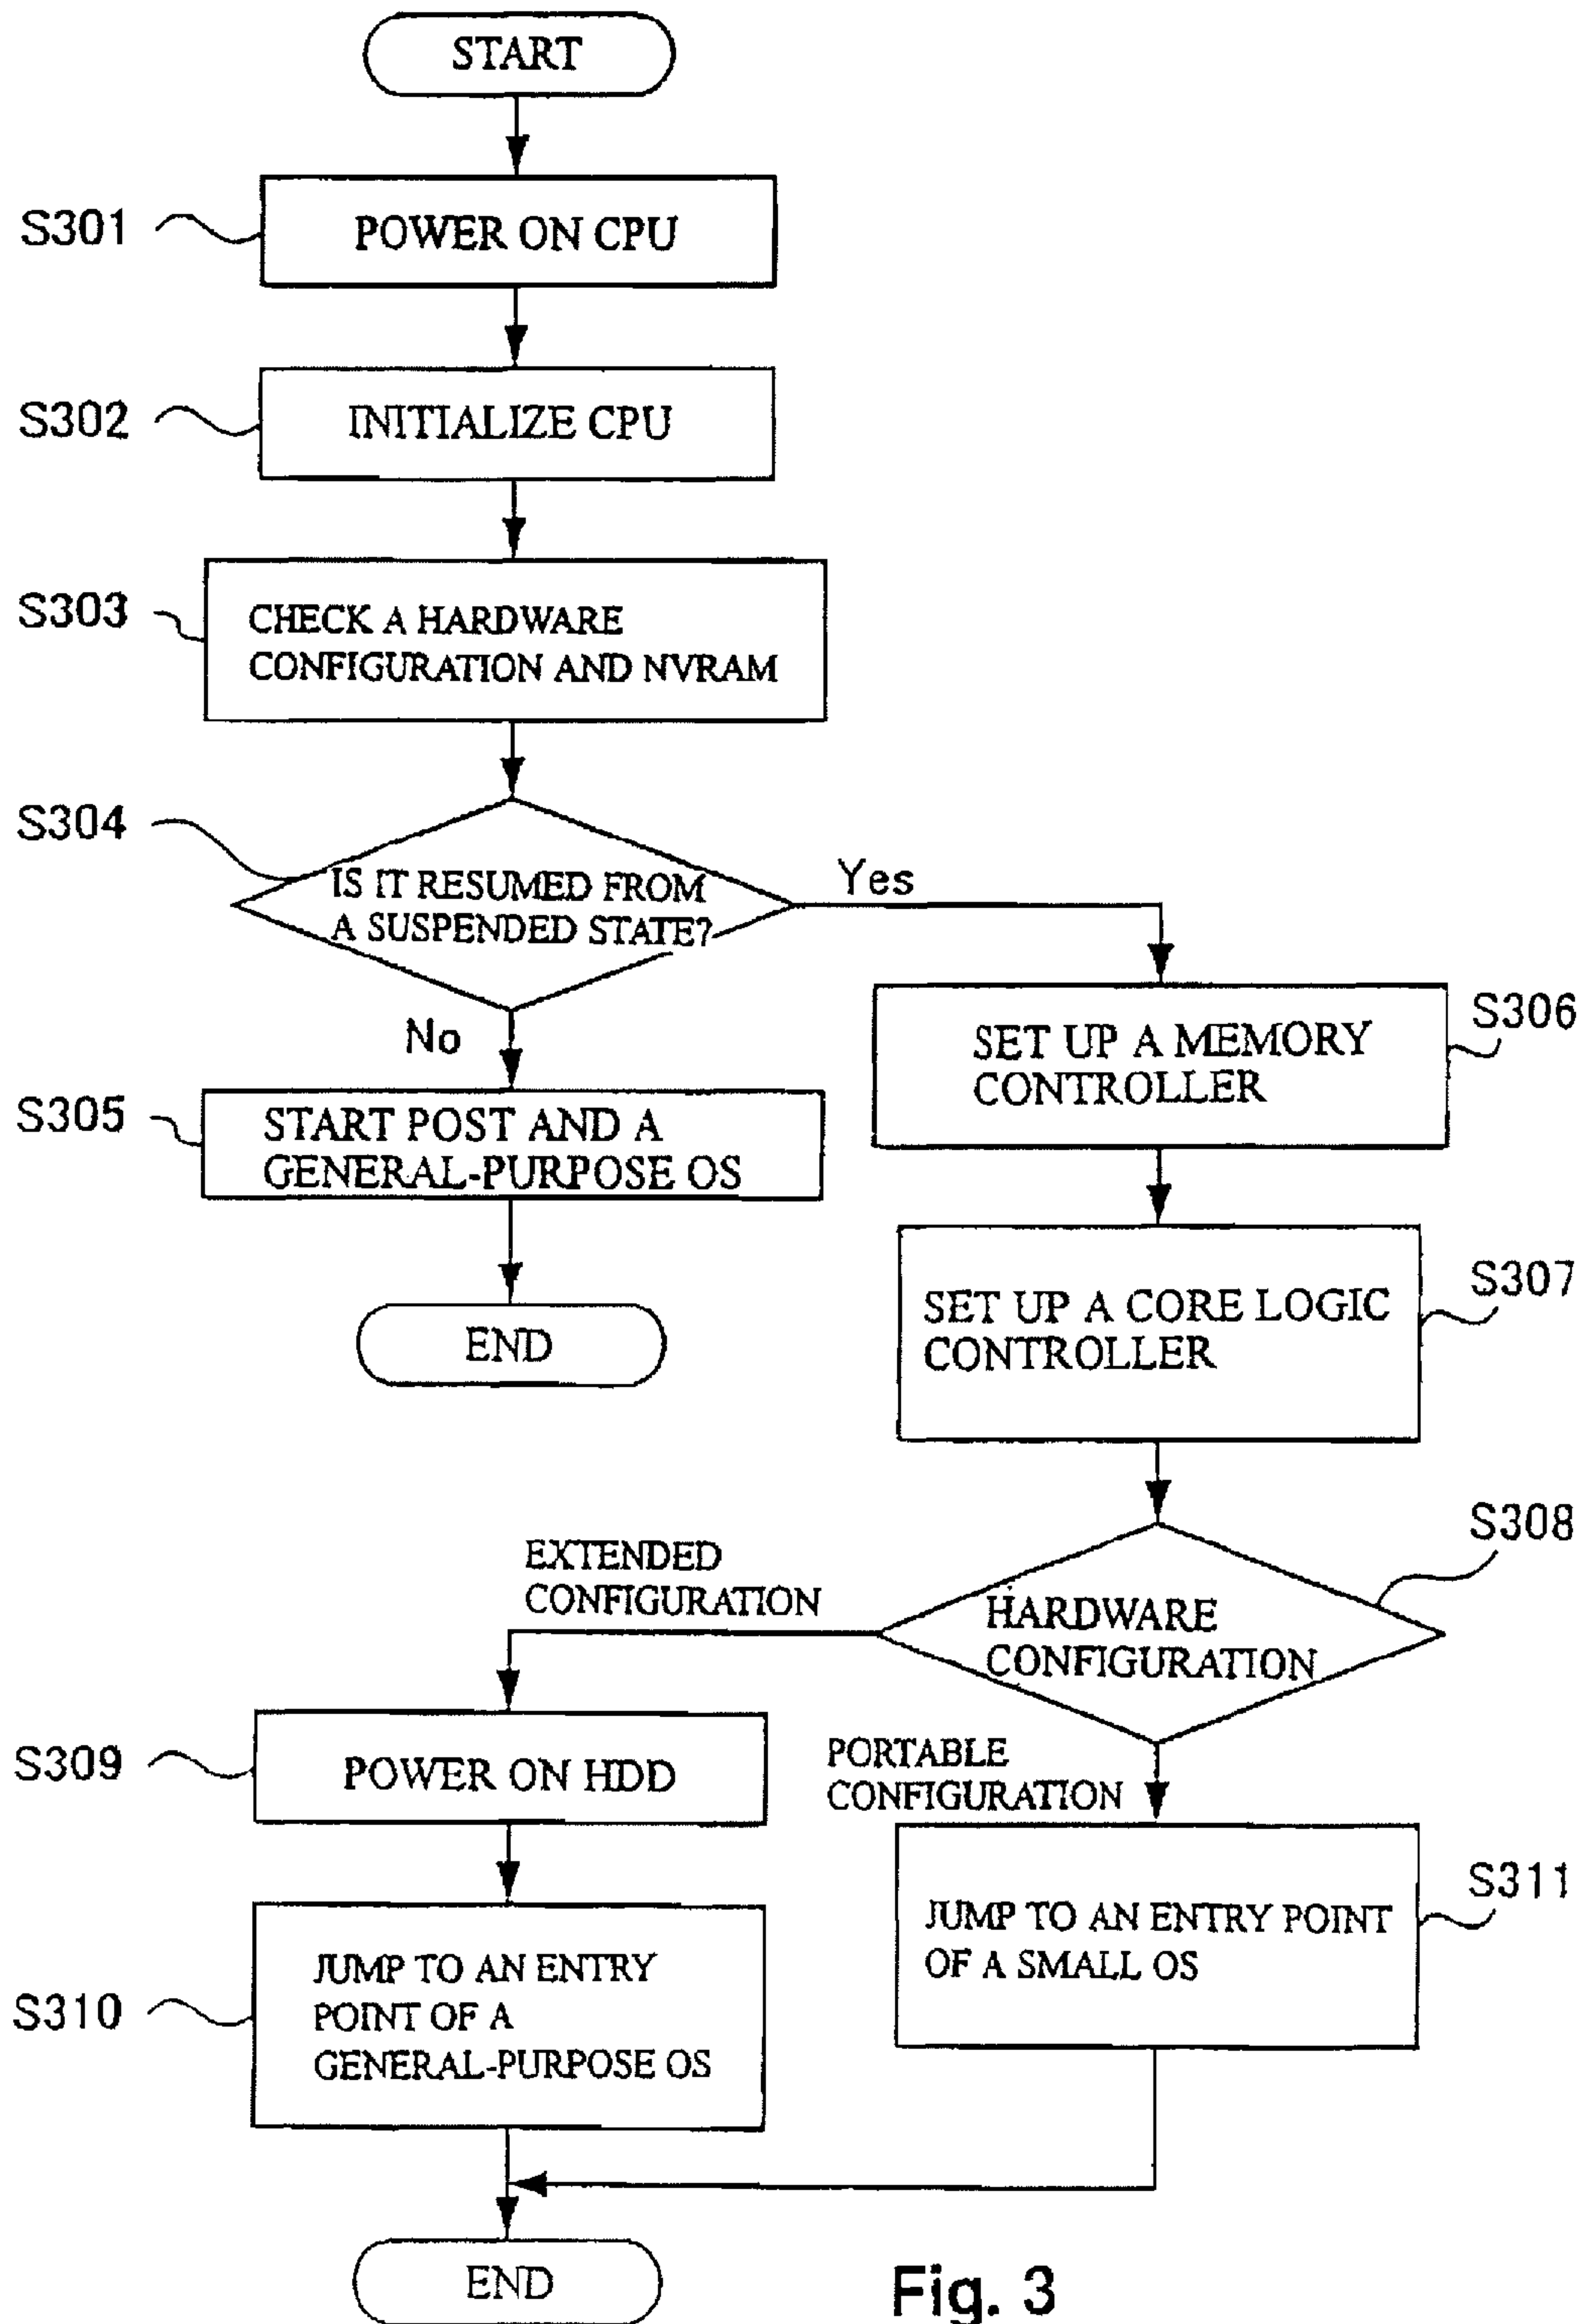 START
S301
POWER ON CPU
S302
INITIALIZE CPU
S303
CHECK A HARDWARE
CONFIGURATION AND NVRAM
S304
IS IT RESUMED FROM
A SUSPENDED STATE?
Yes
No
S305
START POST AND A
GENERAL-PURPOSE OS
END
S306
SET UP A MEMORY
CONTROLLER
S307
SET UP A CORE LOGIC
CONTROLLER
S308
HARDWARE
CONFIGURATION
EXTENDED
CONFIGURATION
PORTABLE
CONFIGURATION
S309
POWER ON HDD
S310
JUMP TO AN ENTRY
POINT OF A
GENERAL-PURPOSE OS
S311
JUMP TO AN ENTRY POINT
OF A SMALL OS
END
Fig. 3